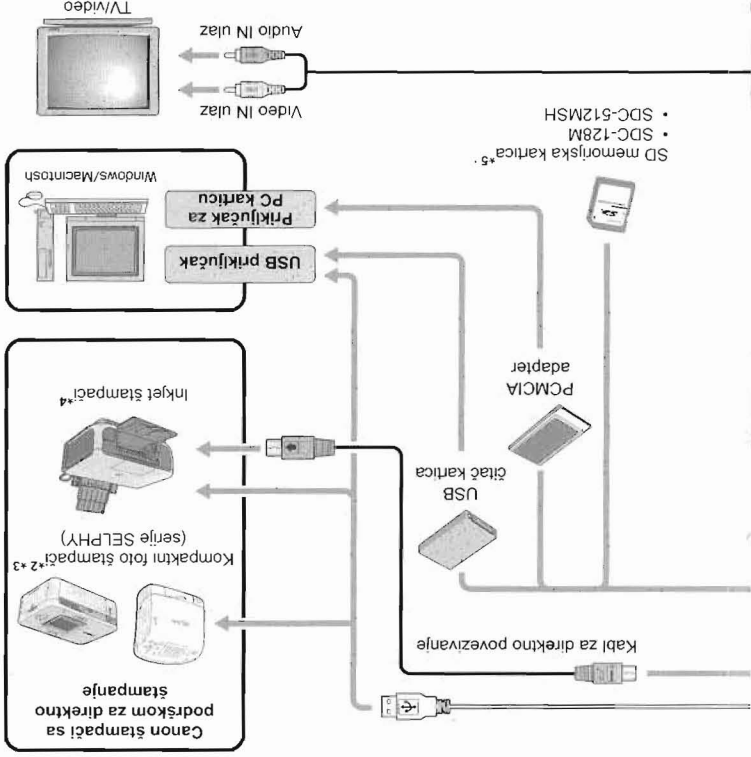 Canon štampači sa
podrškom za direktno
štampanje
Kabl za direktno povezivanje
Kompaktni foto štampači*2 *3
(serije SELPHY)
USB
čitač kartica
PCMCIA
adapter
Inkjet štampači*4
USB priključak
Priključak za
PC karticu
Windows/Macintosh
SD memorijska kartica*5
• SDC-128M
• SDC-512MSH
Video IN ulaz
Audio IN ulaz
TV/video